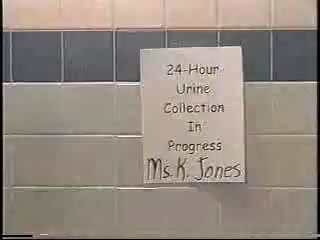 24-Hour
Urine
Collection
In
Progress
Ms. K. Jones